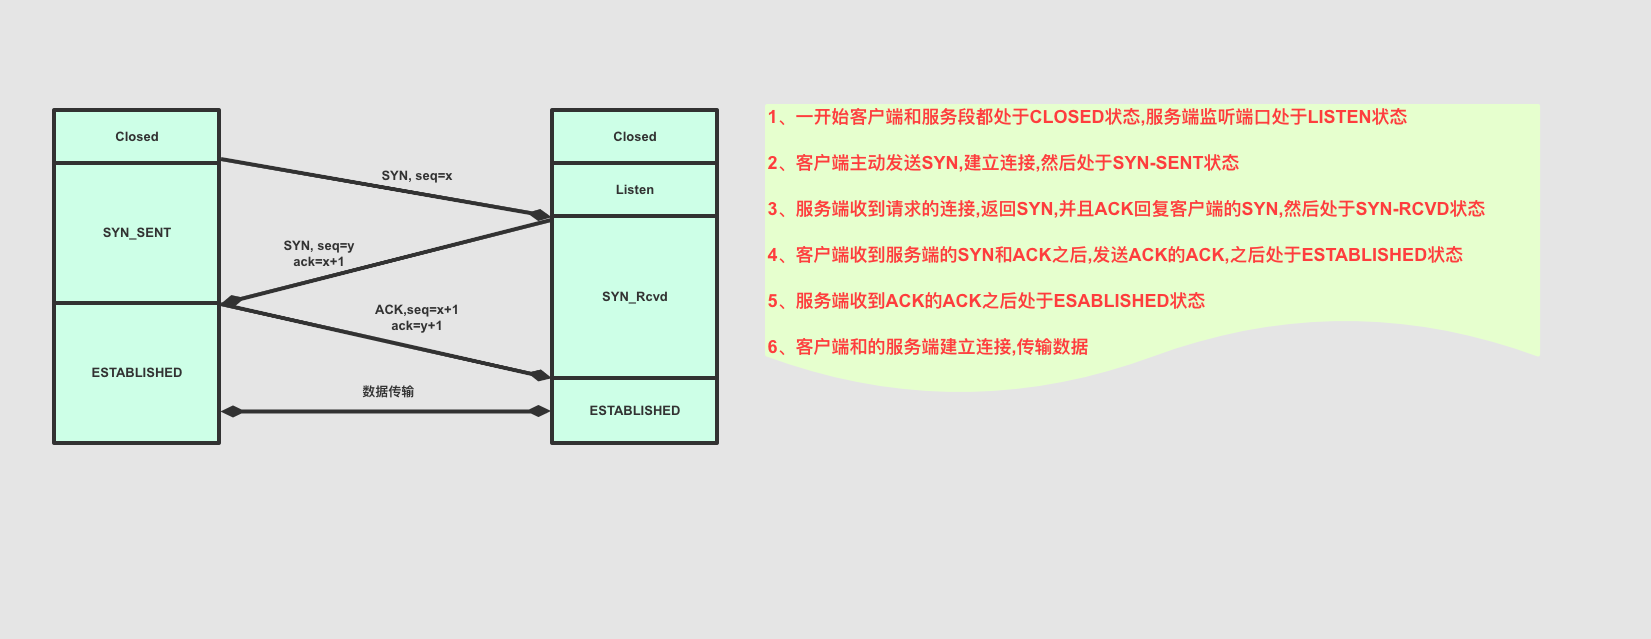 Closed
SYN_SENT
ESTABLISHED
SYN, seq=x
SYN, seq=y
ack=x+1
ACK,seq=x+1
ack=y+1
数据传输
Closed
Listen
SYN_Rcvd
ESTABLISHED
1、一开始客户端和服务段都处于CLOSED状态,服务端监听端口处于LISTEN状态
2、客户端主动发送SYN,建立连接,然后处于SYN-SENT状态
3、服务端收到请求的连接,返回SYN,并且ACK回复客户端的SYN,然后处于SYN-RCVD状态
4、客户端收到服务端的SYN和ACK之后,发送ACK的ACK,之后处于ESTABLISHED状态
5、服务端收到ACK的ACK之后处于ESABLISHED状态
6、客户端和的服务端建立连接,传输数据